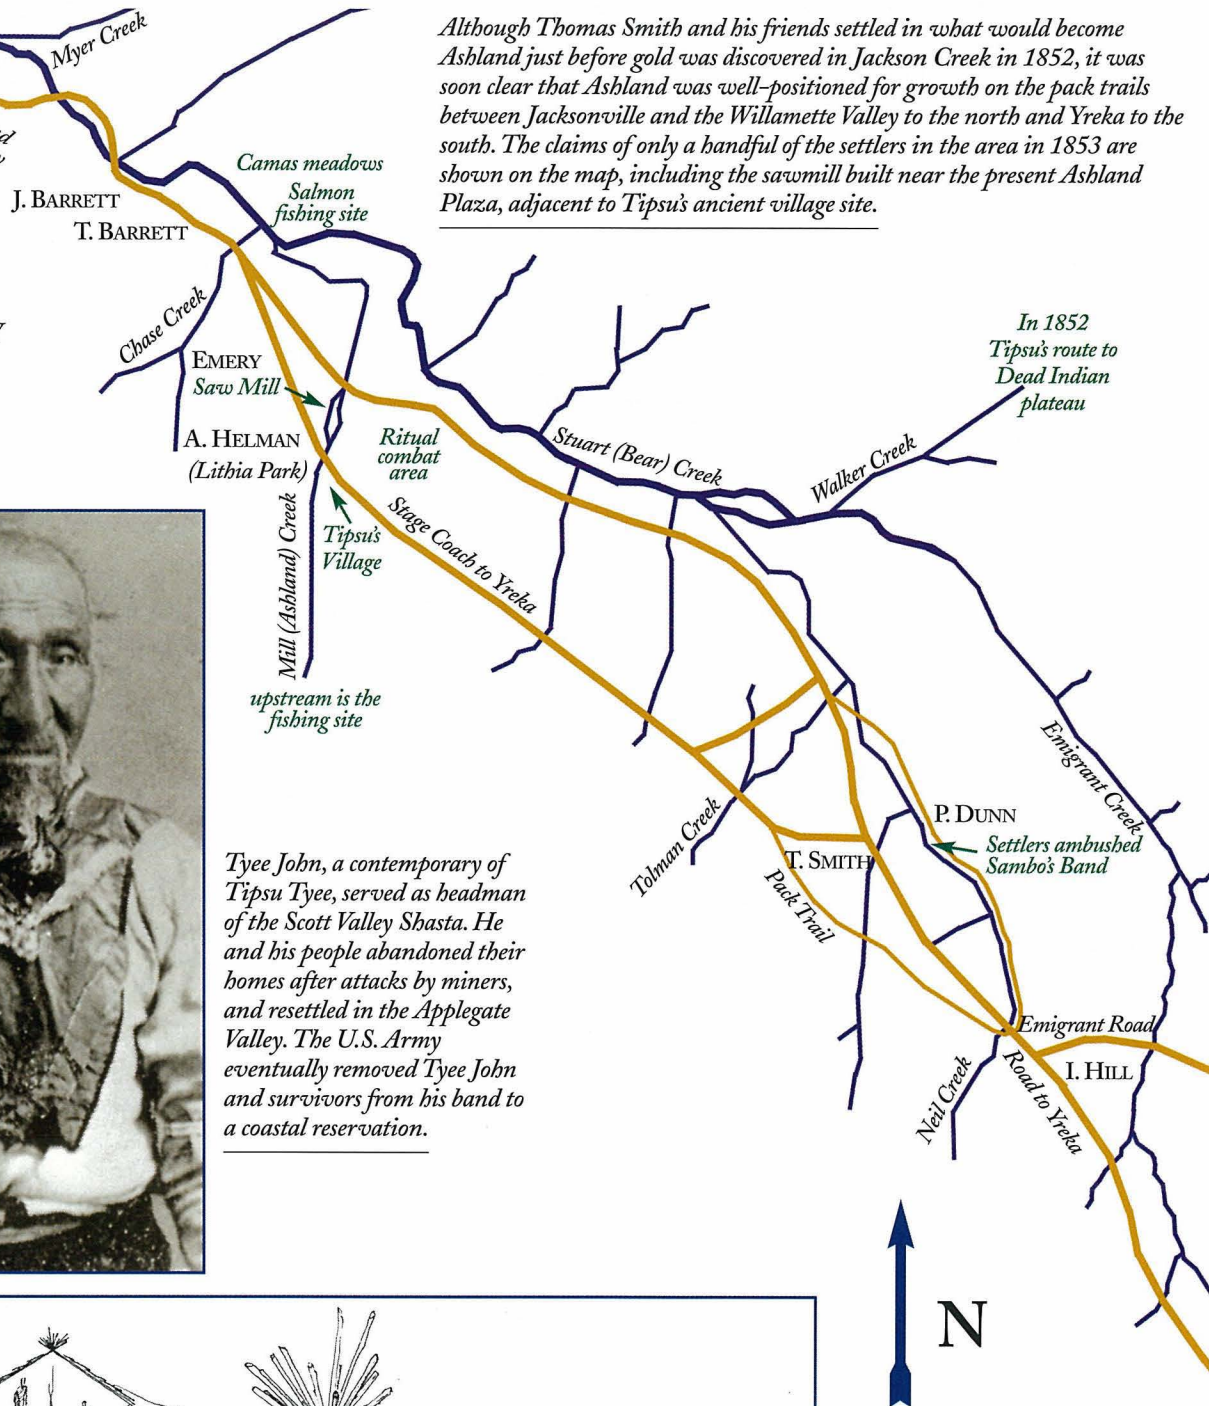 Although Thomas Smith and his friends settled in what would become
Ashland just before gold was discovered in Jackson Creek in 1852, it was
soon clear that Ashland was well–positioned for growth on the pack trails
between Jacksonville and the Willamette Valley to the north and Yreka to the
south. The claims of only a handful of the settlers in the area in 1853 are
shown on the map, including the sawmill built near the present Ashland
Plaza, adjacent to Tipsu's ancient village site.
Myer Creek
Camas meadows
Salmon
fishing site
J. BARRETT
T. BARRETT
Chase Creek
EMERY
Saw Mill
A. HELMAN
(Lithia Park)
Ritual
combat
area
Tipsu's
Village
Mill (Ashland) Creek
upstream is the
fishing site
Stage Coach to Yreka
Stuart (Bear) Creek
Walker Creek
In 1852
Tipsu's route to
Dead Indian
plateau
Emigrant Creek
P. DUNN
Settlers ambushed
Sambo's Band
T. SMITH
Tolman Creek
Pack Trail
Emigrant Road
I. HILL
Neil Creek
Road to Yreka
Tyee John, a contemporary of
Tipsu Tyee, served as headman
of the Scott Valley Shasta. He
and his people abandoned their
homes after attacks by miners,
and resettled in the Applegate
Valley. The U.S. Army
eventually removed Tyee John
and survivors from his band to
a coastal reservation.
N